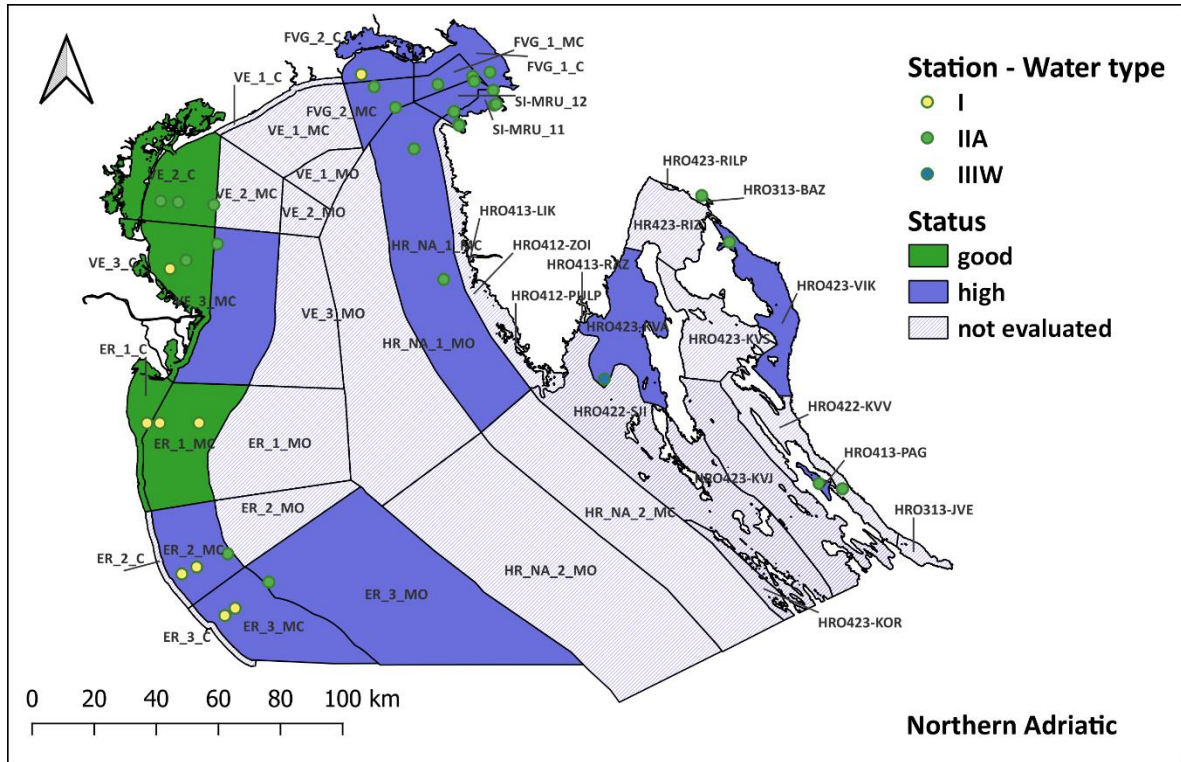 FVG_2_C
FVG_1_MC
FVG_1_C
VE_1_C
SI-MRU_12
FVG_2_MC
SI-MRU_11
VE_1_MC
VE_2_C
VE_1_MO
VE_2_MC
VE_2_MO
HRO423-RILP
HRO313-BAZ
HRO413-LIK
HR423-RIZ
HR_NA_1_MC
HRO412-ZOI
VE_3_C
HRO413-RAZ
HRO423-VIK
VE_3_MC
VE_3_MO
HRO412-PULP
HRO423-KVA
HR_NA_1_MO
HRO423-KVS
ER_1_C
HRO422-SJI
HRO422-KVV
ER_1_MC
ER_1_MO
HRO413-PAG
HRO423-KVJ
ER_2_MO
HR_NA_2_MC
HRO313-JVE
ER_2_C
ER_2_MC
HR_NA_2_MO
ER_3_MO
ER_3_C
ER_3_MC
HRO423-KOR
Station - Water type
I
IIA
IIIW
Status
good
high
not evaluated
0 20 40 60 80 100 km
Northern Adriatic